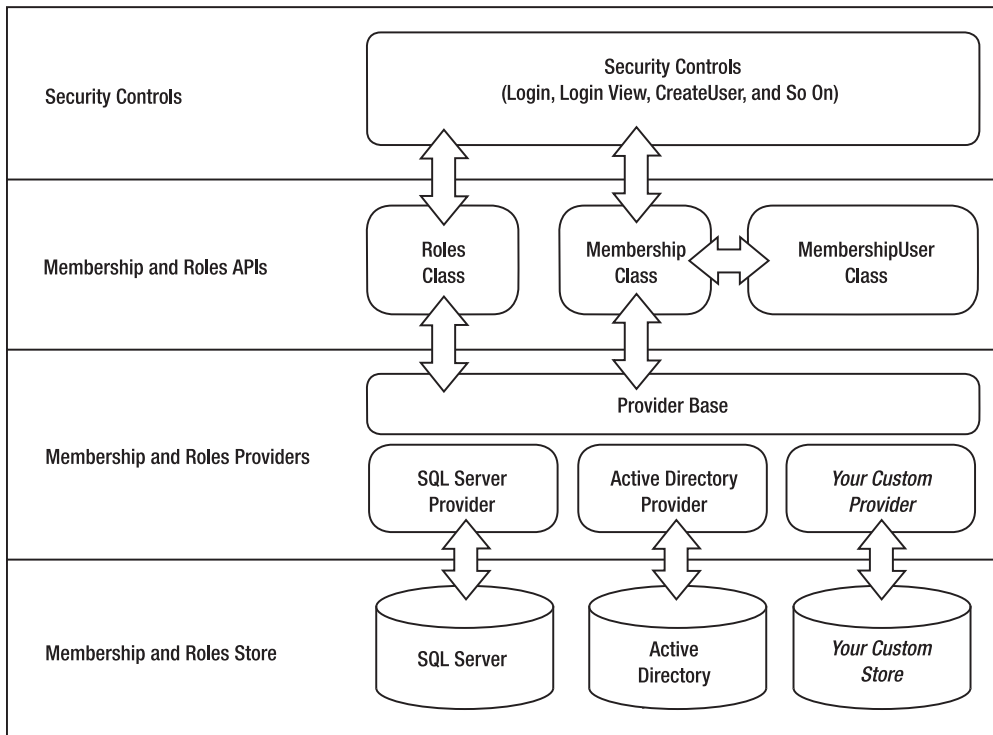 Security Controls
Security Controls
(Login, Login View, CreateUser, and So On)
Membership and Roles APIs
Roles
Class
Membership
Class
MembershipUser
Class
Membership and Roles Providers
Provider Base
SQL Server
Provider
Active Directory
Provider
Your Custom
Provider
Membership and Roles Store
SQL Server
Active
Directory
Your Custom
Store